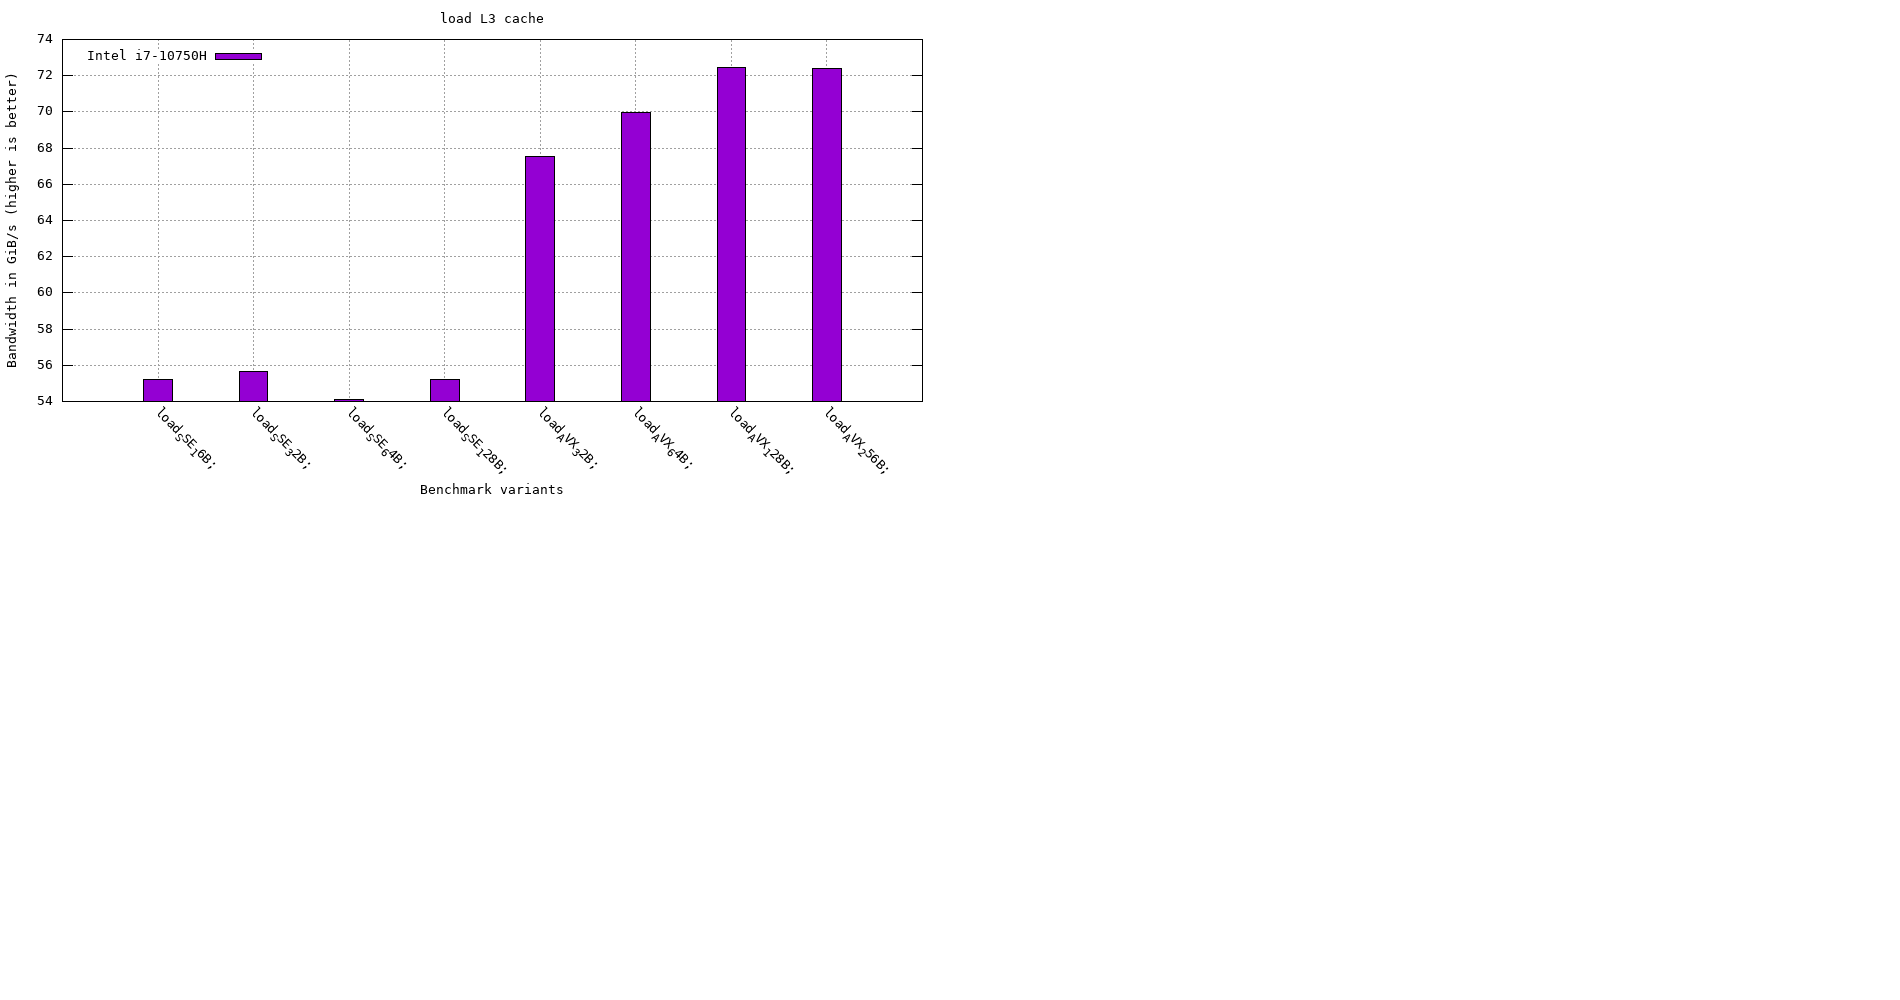 load L3 cache
Intel i7-10750H
Bandwidth in GiB/s (higher is better)
74
72
70
68
66
64
62
60
58
56
54
load_SSE_16B;
load_SSE_32B;
load_SSE_64B;
load_SSE_128B;
load_AVX_32B;
load_AVX_64B;
load_AVX_128B;
load_AVX_256B;
Benchmark variants